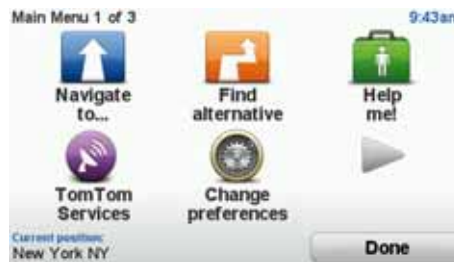 Main Menu 1 of 3
9:43am
Navigate
to...
Find
alternative
Help
me!
TomTom
Services
Change
preferences
Current position:
New York NY
Done